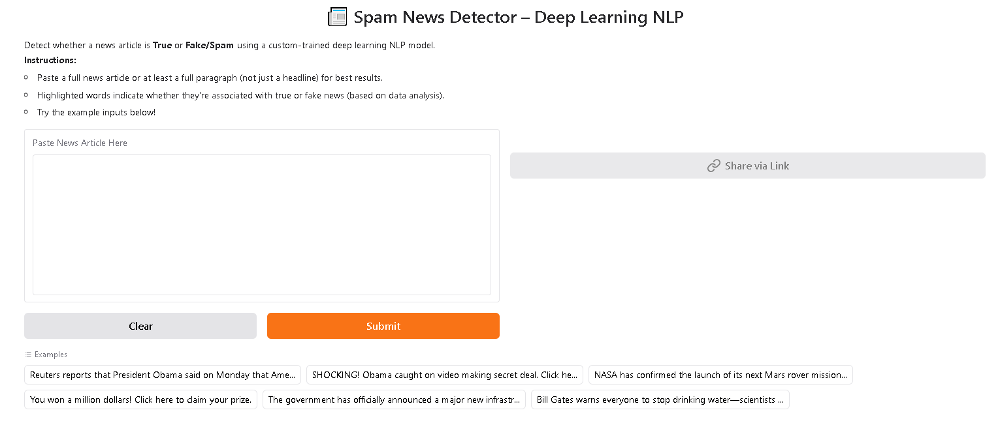 Spam News Detector – Deep Learning NLP
Detect whether a news article is True or Fake/Spam using a custom-trained deep learning NLP model.
Instructions:
Paste a full news article or at least a full paragraph (not just a headline) for best results.
Highlighted words indicate whether they're associated with true or fake news (based on data analysis).
Try the example inputs below!
Paste News Article Here
Share via Link
Clear
Submit
Examples
Reuters reports that President Obama said on Monday that Ame...
SHOCKING! Obama caught on video making secret deal. Click he...
NASA has confirmed the launch of its next Mars rover mission...
You won a million dollars! Click here to claim your prize.
The government has officially announced a major new infrastr...
Bill Gates warns everyone to stop drinking water—scientists ...